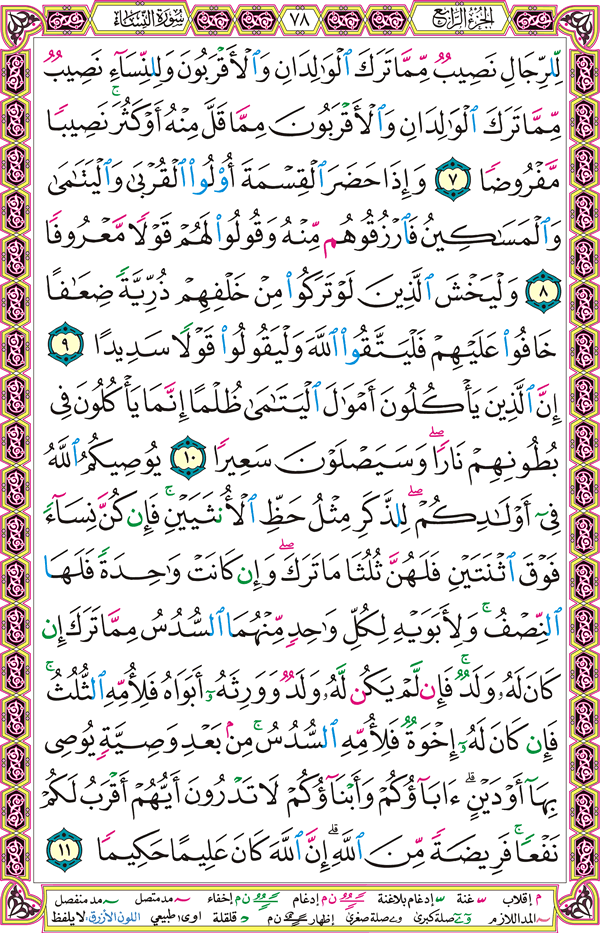 الجزء الرابع ٧٨ سورة النساء
لِّلرِّجَالِ نَصِيبٌ مِّمَّا تَرَكَ ٱلْوَٰلِدَانِ وَٱلْأَقْرَبُونَ وَلِلنِّسَآءِ نَصِيبٌ
مِّمَّا تَرَكَ ٱلْوَٰلِدَانِ وَٱلْأَقْرَبُونَ مِمَّا قَلَّ مِنْهُ أَوْ كَثُرَ ۚ نَصِيبًا
مَّفْرُوضًا ٧ وَإِذَا حَضَرَ ٱلْقِسْمَةَ أُو۟لُوا۟ ٱلْقُرْبَىٰ وَٱلْيَتَٰمَىٰ
وَٱلْمَسَٰكِينُ فَٱرْزُقُوهُم مِّنْهُ وَقُولُوا۟ لَهُمْ قَوْلًا مَّعْرُوفًا
٨ وَلْيَخْشَ ٱلَّذِينَ لَوْ تَرَكُوا۟ مِنْ خَلْفِهِمْ ذُرِّيَّةً ضِعَٰفًا
خَافُوا۟ عَلَيْهِمْ فَلْيَتَّقُوا۟ ٱللَّهَ وَلْيَقُولُوا۟ قَوْلًا سَدِيدًا ٩
إِنَّ ٱلَّذِينَ يَأْكُلُونَ أَمْوَٰلَ ٱلْيَتَٰمَىٰ ظُلْمًا إِنَّمَا يَأْكُلُونَ فِى
بُطُونِهِمْ نَارًا ۖ وَسَيَصْلَوْنَ سَعِيرًا ١٠ يُوصِيكُمُ ٱللَّهُ
فِىٓ أَوْلَٰدِكُمْ ۖ لِلذَّكَرِ مِثْلُ حَظِّ ٱلْأُنثَيَيْنِ ۚ فَإِن كُنَّ نِسَآءً
فَوْقَ ٱثْنَتَيْنِ فَلَهُنَّ ثُلُثَا مَا تَرَكَ ۖ وَإِن كَانَتْ وَٰحِدَةً فَلَهَا
ٱلنِّصْفُ ۚ وَلِأَبَوَيْهِ لِكُلِّ وَٰحِدٍ مِّنْهُمَا ٱلسُّدُسُ مِمَّا تَرَكَ إِن
كَانَ لَهُۥ وَلَدٌ ۚ فَإِن لَّمْ يَكُن لَّهُۥ وَلَدٌ وَوَرِثَهُۥٓ أَبَوَاهُ فَلِأُمِّهِ ٱلثُّلُثُ ۚ
فَإِن كَانَ لَهُۥٓ إِخْوَةٌ فَلِأُمِّهِ ٱلسُّدُسُ ۚ مِنۢ بَعْدِ وَصِيَّةٍ يُوصِى
بِهَآ أَوْ دَيْنٍ ۗ ءَابَآؤُكُمْ وَأَبْنَآؤُكُمْ لَا تَدْرُونَ أَيُّهُمْ أَقْرَبُ لَكُمْ
نَفْعًا ۚ فَرِيضَةً مِّنَ ٱللَّهِ ۗ إِنَّ ٱللَّهَ كَانَ عَلِيمًا حَكِيمًا ١١
م إقلاب غنة إدغام بلاغنة ن م إدغام إخفاء مد متصل مد منفصل
المد اللازم صلة كبرى صلة صغرى إظهار ن م قلقلة اوى: طبيعي اللون الأزرق: لا يلفظ